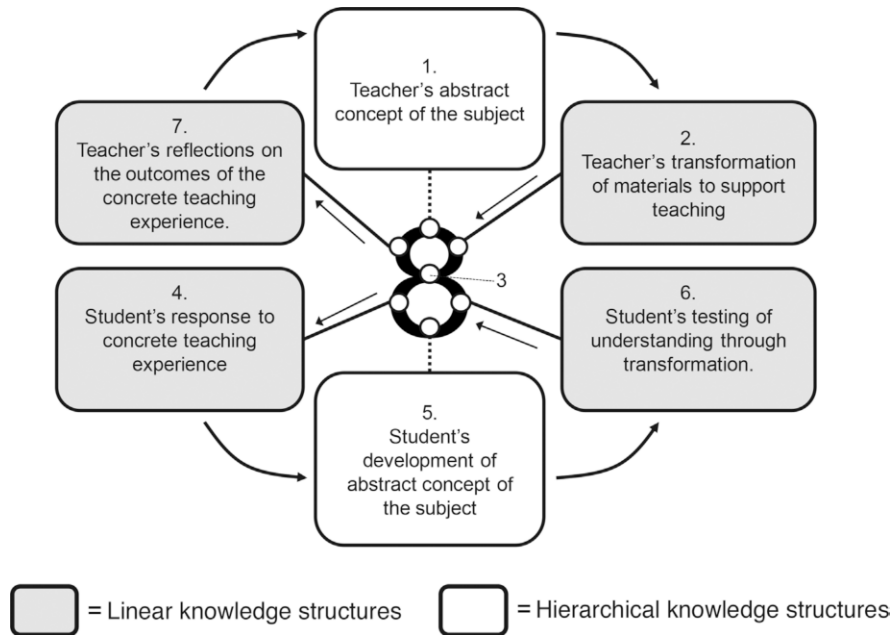 1.
Teacher's abstract
concept of the subject
7.
Teacher's reflections on
the outcomes of the
concrete teaching
experience.
2.
Teacher's transformation
of materials to support
teaching
3
4.
Student's response to
concrete teaching
experience
6.
Student's testing of
understanding through
transformation.
5.
Student's
development of
abstract concept of
the subject
= Linear knowledge structures
= Hierarchical knowledge structures